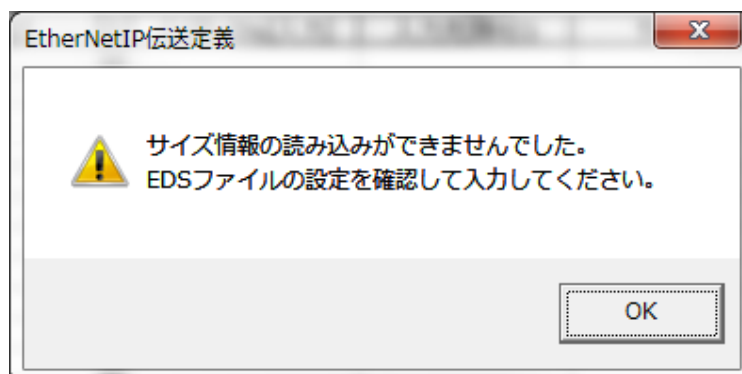 EtherNetIP伝送定義
サイズ情報の読み込みができませんでした。
EDSファイルの設定を確認して入力してください。
OK